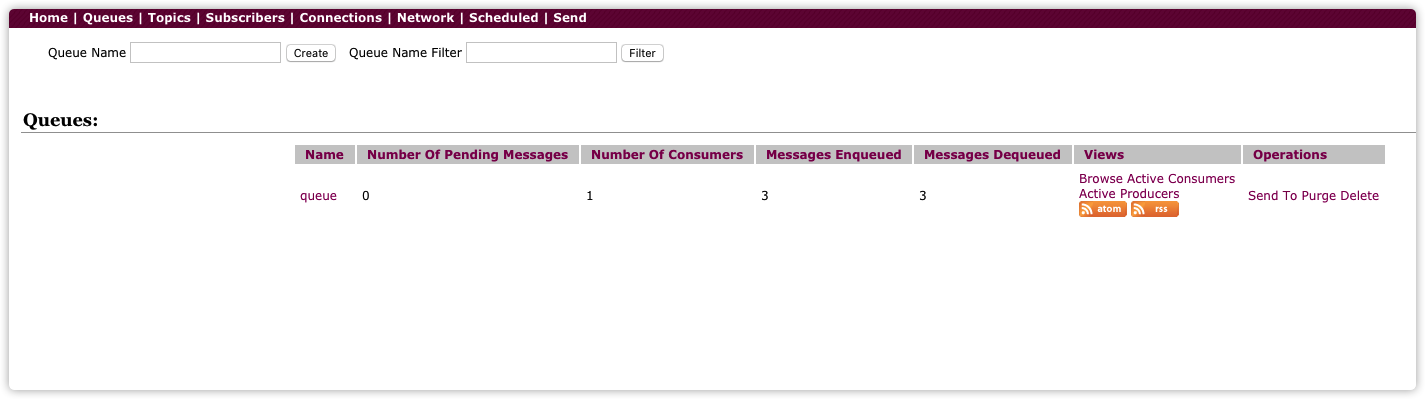 Home | Queues | Topics | Subscribers | Connections | Network | Scheduled | Send
Queue Name Create Queue Name Filter Filter
Queues:
Name Number Of Pending Messages Number Of Consumers Messages Enqueued Messages Dequeued Views Operations
queue 0 1 3 3 Browse Active Consumers
Active Producers
atom rss
Send To Purge Delete